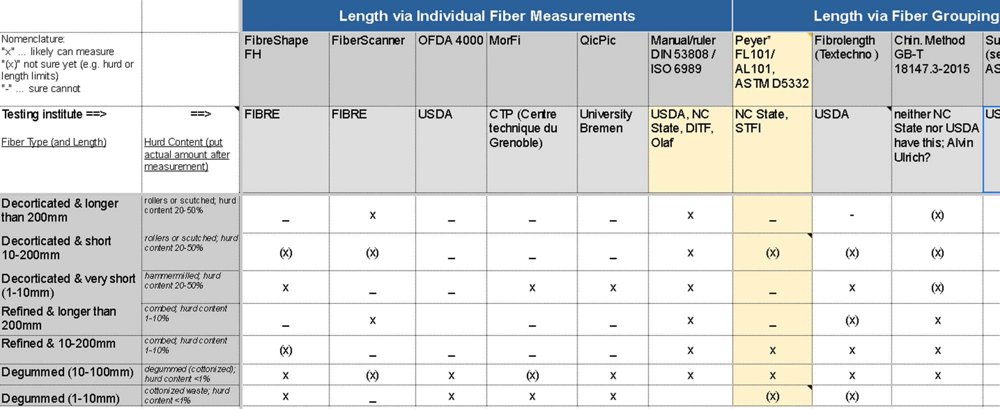 Length via Individual Fiber Measurements
Length via Fiber Grouping
Nomenclature:
"x" ... likely can measure
"(x)" not sure yet (e.g. hurd or
length limits)
"-" ... sure cannot
FibreShape
FH
FiberScanner
OFDA 4000
MorFi
QicPic
Manual/ruler
DIN 53808 /
ISO 6989
Peyer*
FL101/
AL101,
ASTM D5332
Fibrolength
(Textechno )
Chin. Method
GB-T
18147.3-2015
Su
(se
AS
Testing institute ==>
==>
Fiber Type (and Length)
Hurd Content (put
actual amount after
measurement)
FIBRE
FIBRE
USDA
CTP (Centre
technique du
Grenoble)
University
Bremen
USDA, NC
State, DITF,
Olaf
NC State,
STFI
USDA
neither NC
State nor USDA
have this; Alvin
Ulrich?
US
Decorticated & longer
than 200mm
rollers or scutched; hurd
content 20-50%
_ x _ _ _ x _ - (x)
Decorticated & short
10-200mm
rollers or scutched; hurd
content 20-50%
(x) (x) _ _ _ x (x) (x) (x)
Decorticated & very short
(1-10mm)
hammermilled; hurd
content 20-50%
x _ _ x x x _ x (x)
Refined & longer than
200mm
combed; hurd content
1-10%
_ x _ _ x _ (x) x
Refined & 10-200mm
combed; hurd content
1-10%
(x) _ _ _ _ x x x x
Degummed (10-100mm)
degummed (cottonized);
hurd content <1%
x (x) x (x) x x x x x
Degummed (1-10mm)
cottonized waste; hurd
content <1%
x _ x x x (x) (x)